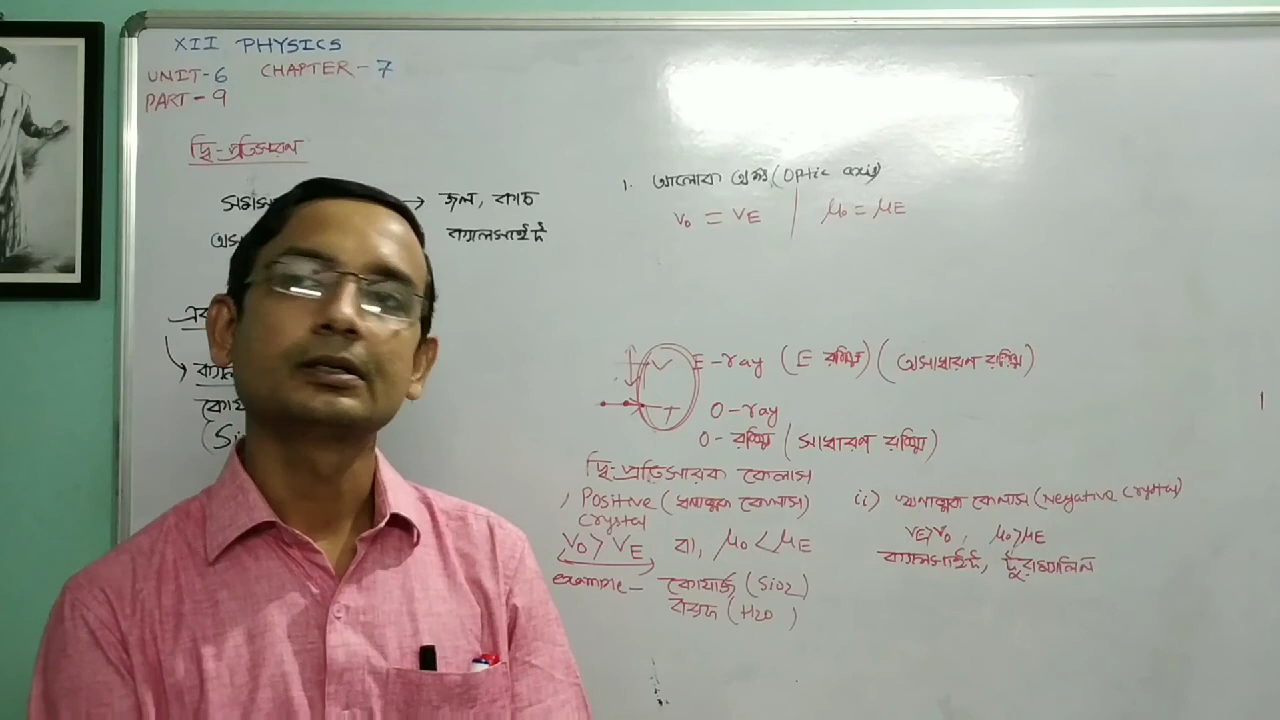 XII PHYSICS
UNIT-6 CHAPTER-7
PART-9
দ্বি-প্রতিসরণ
→ জল, কাচ
ক্যালসাইট
(Si
1. আলোক অক্ষ (Optic axis)
V₀ = VE | μ₀ = μE
E-ray (E রশ্মি) (অসাধারণ রশ্মি)
O-ray
O-রশ্মি (সাধারণ রশ্মি)
দ্বি-প্রতিসারক কেলাস
Positive (ধনাত্মক কেলাস)
crystal
V₀ > VE বা, μ₀ < μE
example- কোয়ার্জ (SiO2)
বরফ (H2O)
ii) ঋনাত্মক কেলাস (Negative crystal)
VE>V₀, μ₀>μE
ক্যালসাইট, টুরম্যালিন